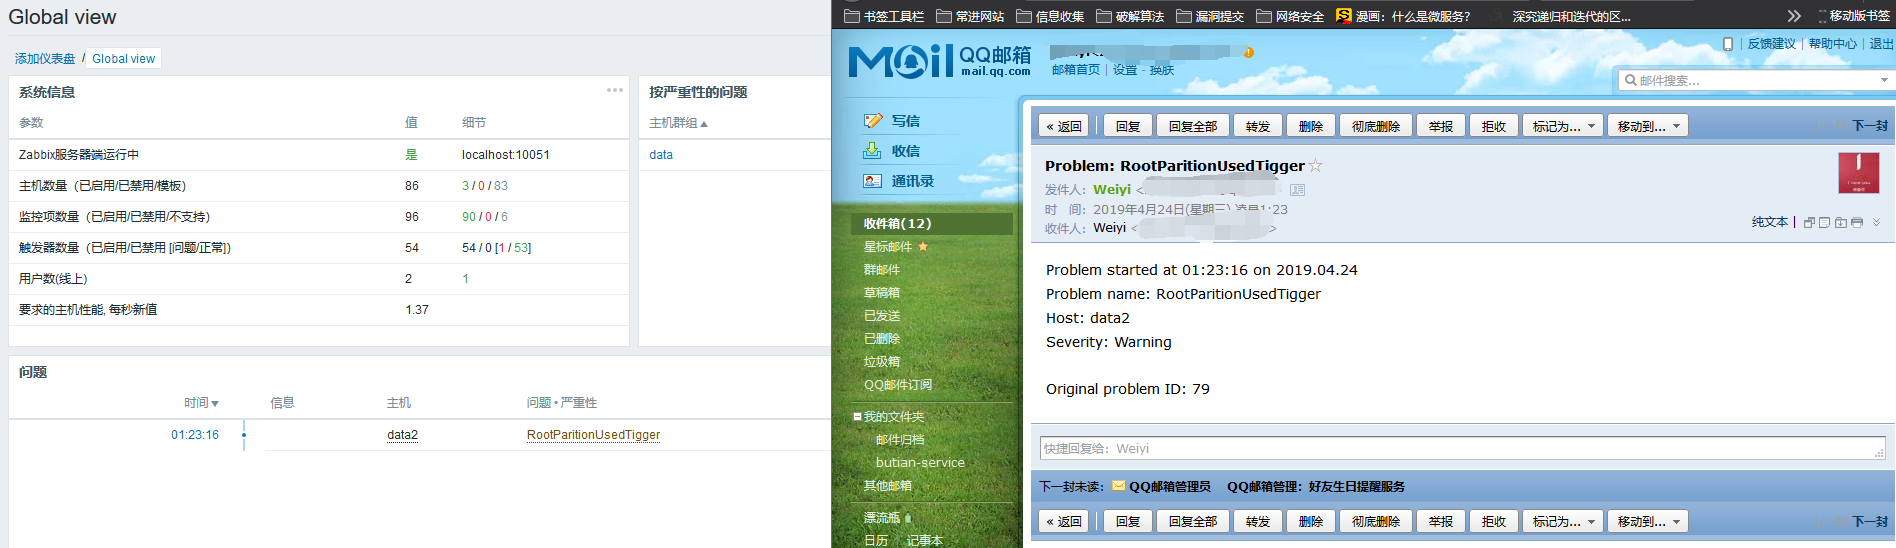 Global view
添加仪表盘 / Global view
系统信息
参数 值 细节
Zabbix服务器端运行中 是 localhost:10051
主机数量（已启用/已禁用/模板） 86 3 / 0 / 83
监控项数量（已启用/已禁用/不支持） 96 90 / 0 / 6
触发器数量（已启用/已禁用 [问题/正常]） 54 54 / 0 [1 / 53]
用户数(线上) 2 1
要求的主机性能, 每秒新值 1.37
按严重性的问题
主机群组
data
问题
时间 信息 主机 问题 • 严重性
01:23:16 data2 RootParitionUsedTigger
书签工具栏 常进网站 信息收集 破解算法 漏洞提交 网络安全 漫画：什么是微服务？ 深究递归和迭代的区... 移动版书签
Mail QQ邮箱
mail.qq.com
邮箱首页 | 设置 - 换肤
反馈建议 | 帮助中心 | 退出
邮件搜索...
写信
收信
通讯录
收件箱(12)
星标邮件
群邮件
草稿箱
已发送
已删除
垃圾箱
QQ邮件订阅
我的文件夹
邮件归档
butian-service
其他邮箱
漂流瓶
日历 | 记事本
« 返回 回复 回复全部 转发 删除 彻底删除 举报 拒收 标记为... 移动到... 下一封
Problem: RootParitionUsedTigger
发件人： Weiyi <
时 间： 2019年4月24日(星期三) 凌晨1:23
收件人： Weiyi < >
纯文本 |
Problem started at 01:23:16 on 2019.04.24
Problem name: RootParitionUsedTigger
Host: data2
Severity: Warning
Original problem ID: 79
快捷回复给：Weiyi
下一封未读： QQ邮箱管理员 QQ邮箱管理：好友生日提醒服务
« 返回 回复 回复全部 转发 删除 彻底删除 举报 拒收 标记为... 移动到... 下一封